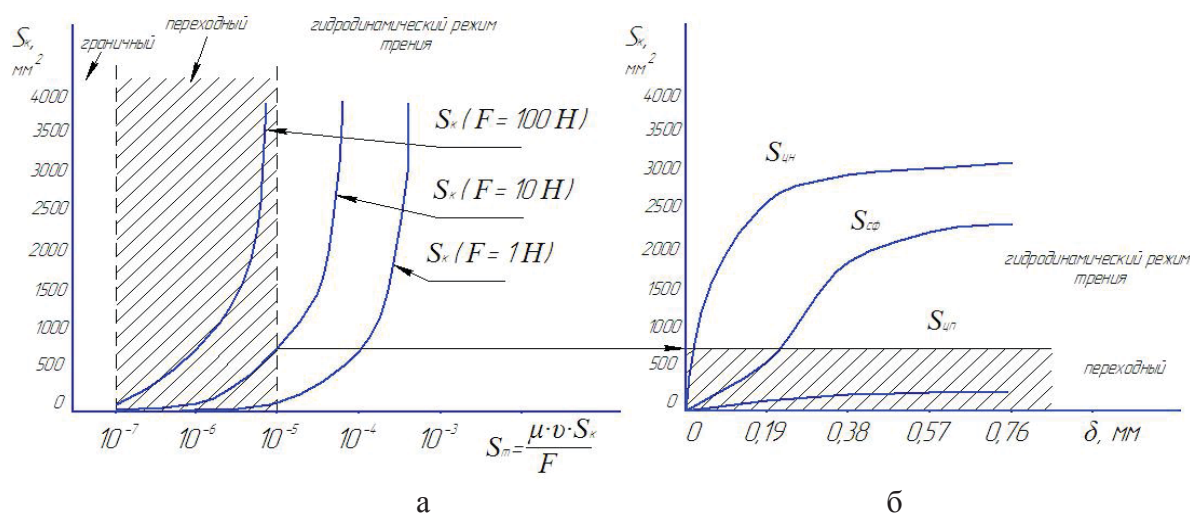 переходный
гидродинамический режим
трения
граничный
Sк,
мм²
4000
3500
3000
2500
2000
1500
1000
500
0
Sк (F = 100 Н)
Sк (F = 10 Н)
Sк (F = 1 Н)
10⁻⁷
10⁻⁶
10⁻⁵
10⁻⁴
10⁻³
Sт = μ·υ·Sк / F
а
Sк,
мм²
4000
3500
3000
2500
2000
1500
1000
500
0
Sцн
Sсф
гидродинамический режим
трения
Sцп
переходный
0
0,19
0,38
0,57
0,76
δ, мм
б